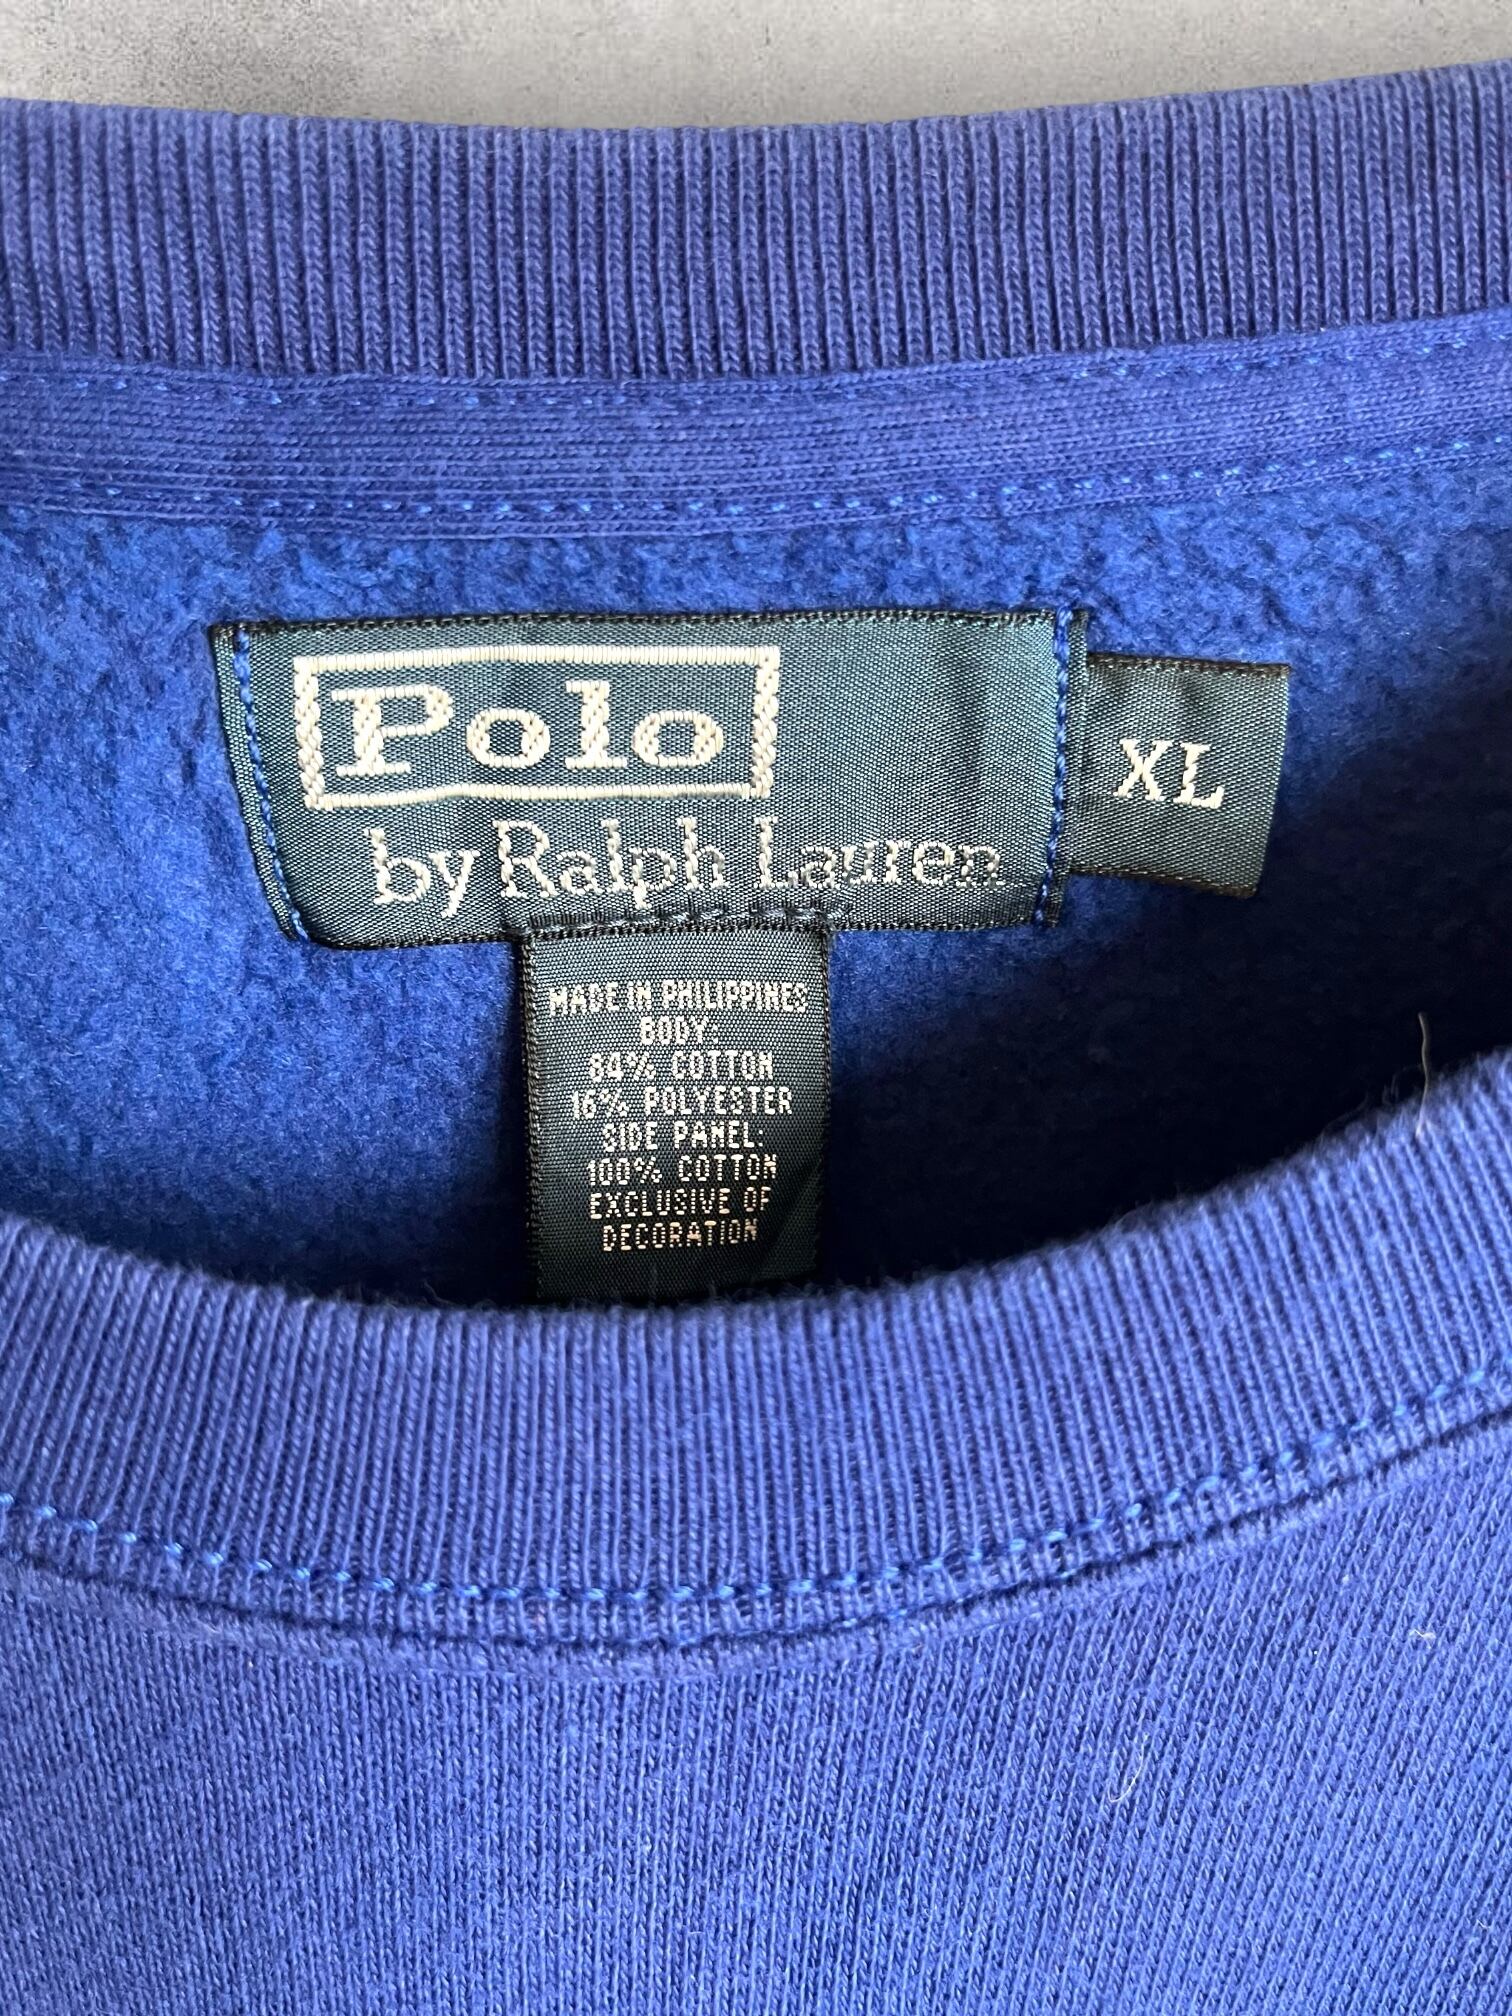 Polo
by Ralph Lauren
XL
MADE IN PHILIPPINES
BODY:
84% COTTON
16% POLYESTER
SIDE PANEL:
100% COTTON
EXCLUSIVE OF
DECORATION